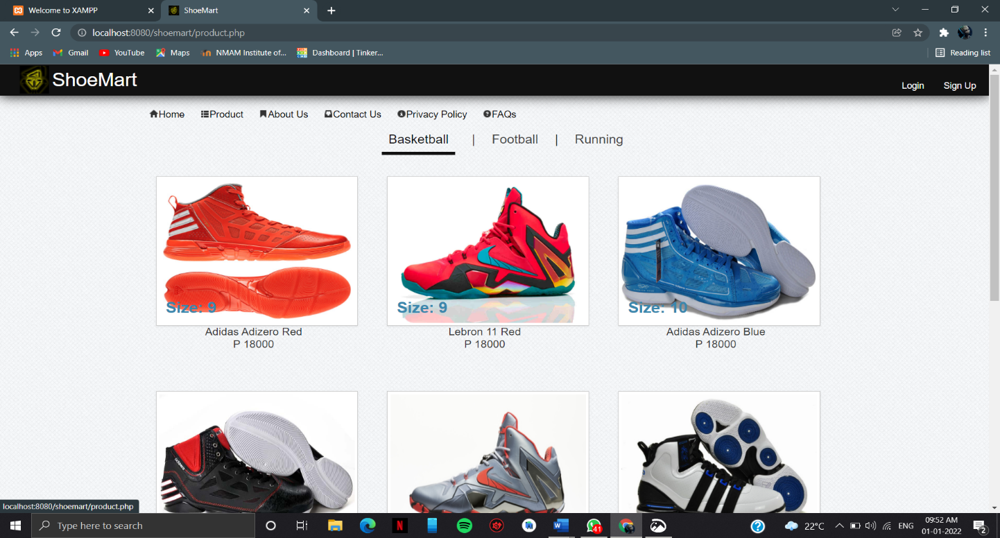 Welcome to XAMPP
ShoeMart
localhost:8080/shoemart/product.php
Apps Gmail YouTube Maps NMAM Institute of... Dashboard | Tinker... Reading list
ShoeMart
Login Sign Up
Home Product About Us Contact Us Privacy Policy FAQs
Basketball | Football | Running
Size: 9 Size: 9 Size: 10
Adidas Adizero Red Lebron 11 Red Adidas Adizero Blue
P 18000 P 18000 P 18000
localhost:8080/shoemart/product.php
Type here to search
41
22°C
ENG
09:52 AM
01-01-2022
2